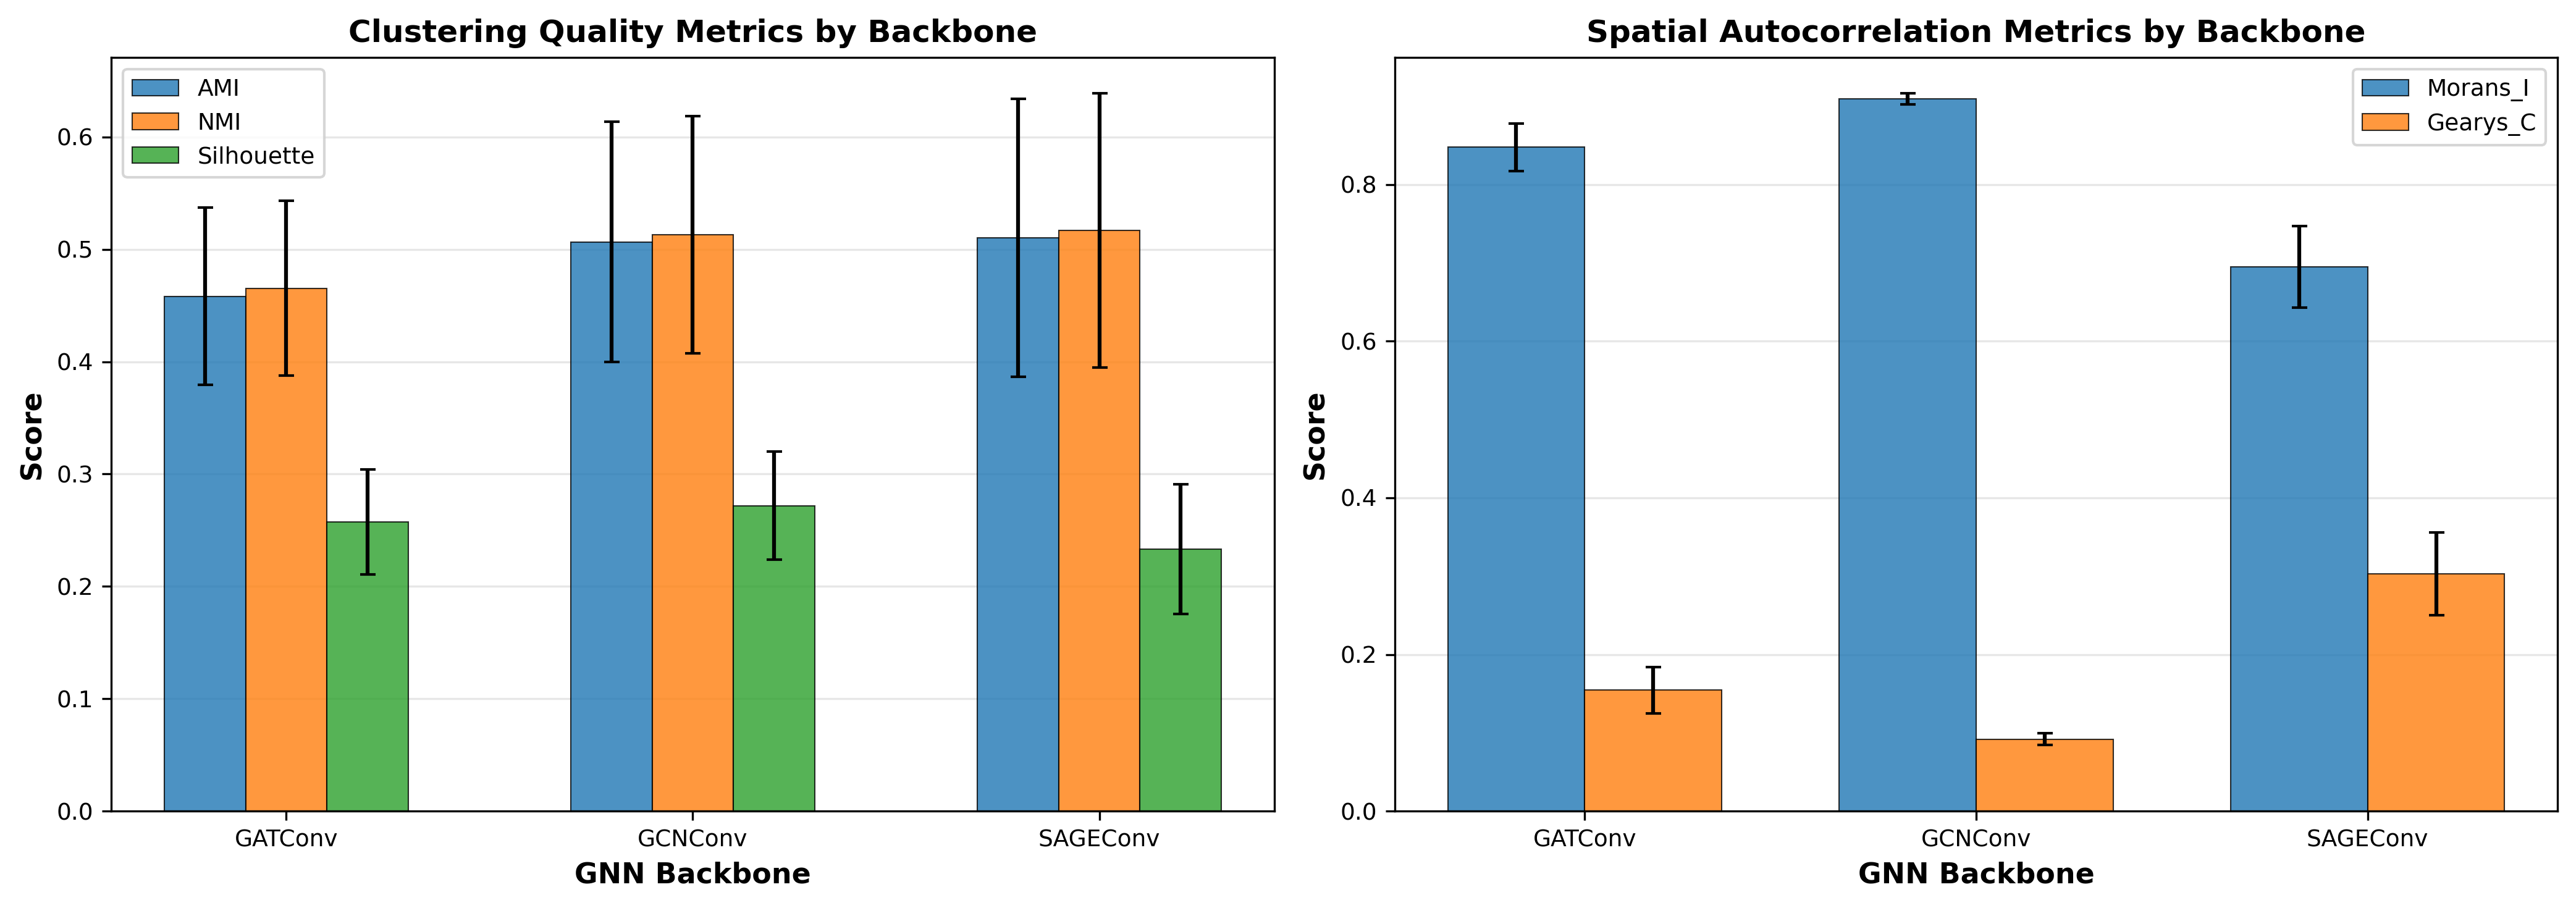 Clustering Quality Metrics by Backbone
AMI
NMI
Silhouette
0.6
0.5
0.4
0.3
0.2
0.1
0.0
Score
GATConv
GCNConv
SAGEConv
GNN Backbone
Spatial Autocorrelation Metrics by Backbone
Morans_I
Gearys_C
0.8
0.6
0.4
0.2
0.0
Score
GATConv
GCNConv
SAGEConv
GNN Backbone